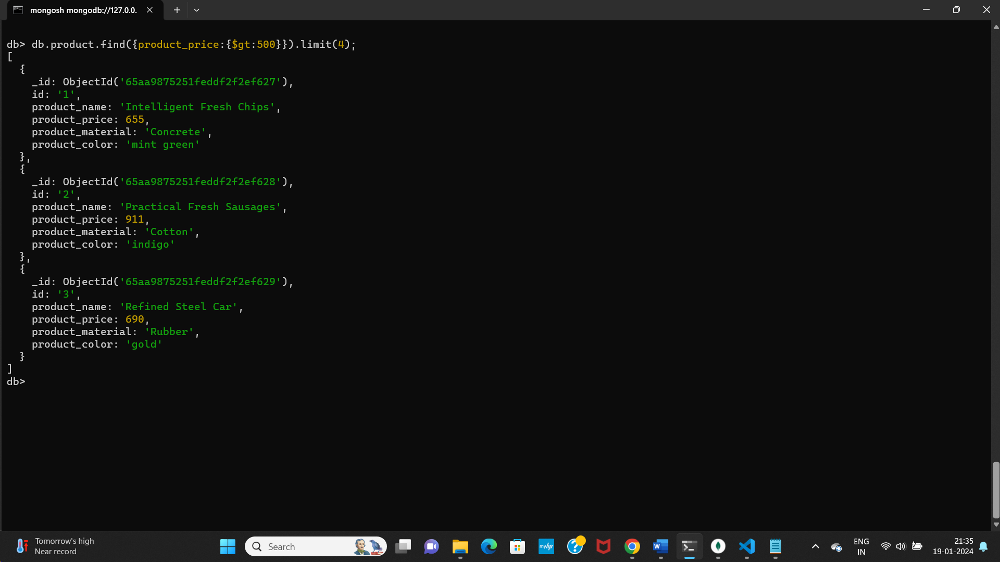 mongosh mongodb://127.0.0.
db> db.product.find({product_price:{$gt:500}}).limit(4);
[
  {
    _id: ObjectId('65aa9875251feddf2f2ef627'),
    id: '1',
    product_name: 'Intelligent Fresh Chips',
    product_price: 655,
    product_material: 'Concrete',
    product_color: 'mint green'
  },
  {
    _id: ObjectId('65aa9875251feddf2f2ef628'),
    id: '2',
    product_name: 'Practical Fresh Sausages',
    product_price: 911,
    product_material: 'Cotton',
    product_color: 'indigo'
  },
  {
    _id: ObjectId('65aa9875251feddf2f2ef629'),
    id: '3',
    product_name: 'Refined Steel Car',
    product_price: 690,
    product_material: 'Rubber',
    product_color: 'gold'
  }
]
db>
Tomorrow's high
Near record
Search
myhp
ENG
IN
21:35
19-01-2024